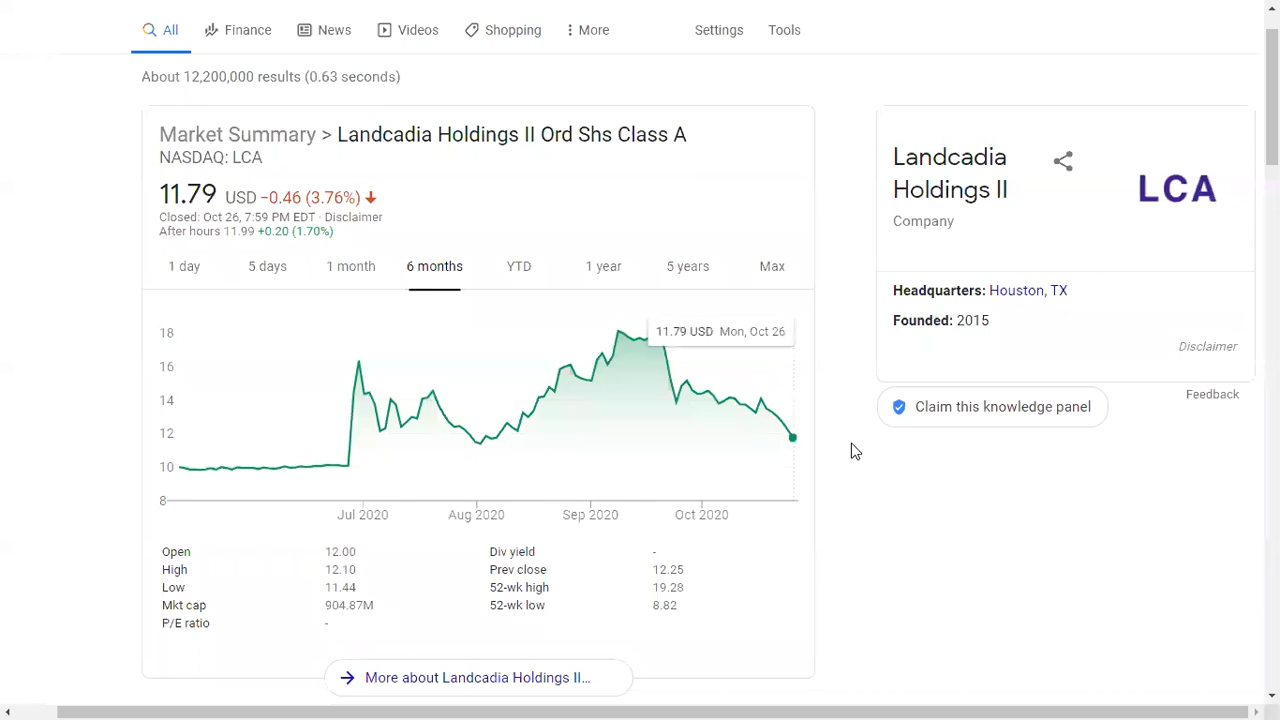 All Finance News Videos Shopping More Settings Tools
About 12,200,000 results (0.63 seconds)
Market Summary > Landcadia Holdings II Ord Shs Class A
NASDAQ: LCA
11.79 USD −0.46 (3.76%)
Closed: Oct 26, 7:59 PM EDT · Disclaimer
After hours 11.99 +0.20 (1.70%)
1 day 5 days 1 month 6 months YTD 1 year 5 years Max
11.79 USD Mon, Oct 26
18
16
14
12
10
8
Jul 2020 Aug 2020 Sep 2020 Oct 2020
Open 12.00 Div yield -
High 12.10 Prev close 12.25
Low 11.44 52-wk high 19.28
Mkt cap 904.87M 52-wk low 8.82
P/E ratio -
More about Landcadia Holdings II...
Landcadia
Holdings II
LCA
Company
Headquarters: Houston, TX
Founded: 2015
Disclaimer
Feedback
Claim this knowledge panel